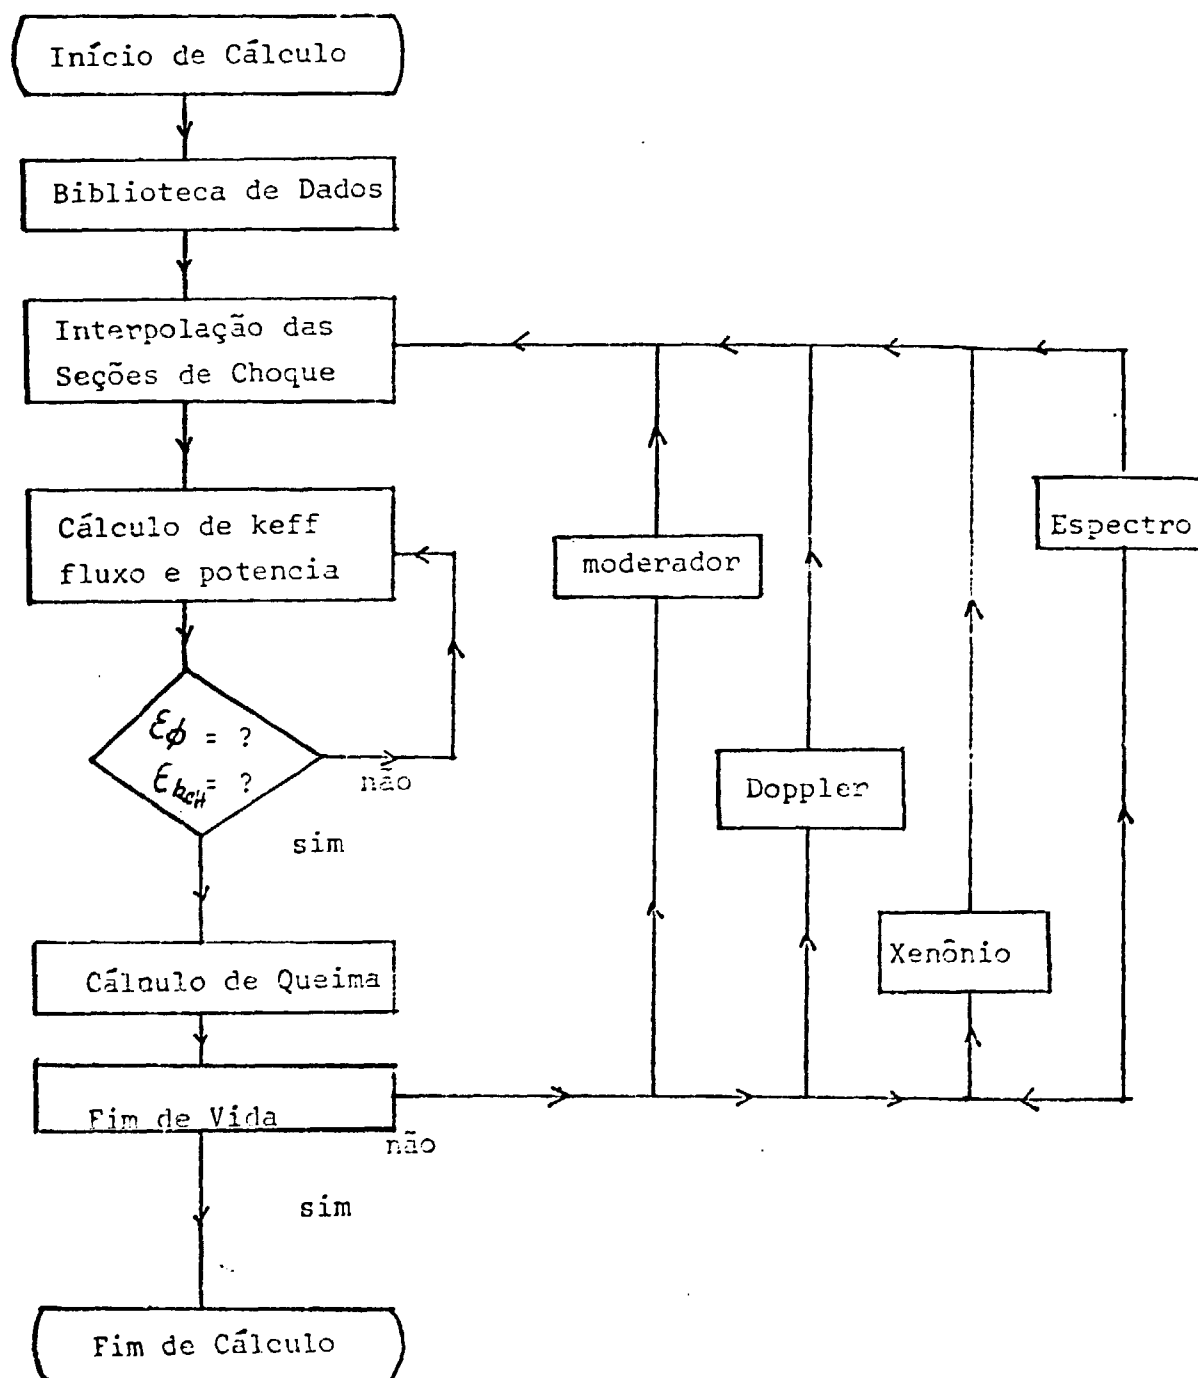 Início de Cálculo
Biblioteca de Dados
Interpolação das
Seções de Choque
Cálculo de keff
fluxo e potencia
moderador
Espectro
εϕ = ?
εkeff = ?
não
sim
Doppler
Xenônio
Cálculo de Queima
Fim de Vida
não
sim
Fim de Cálculo